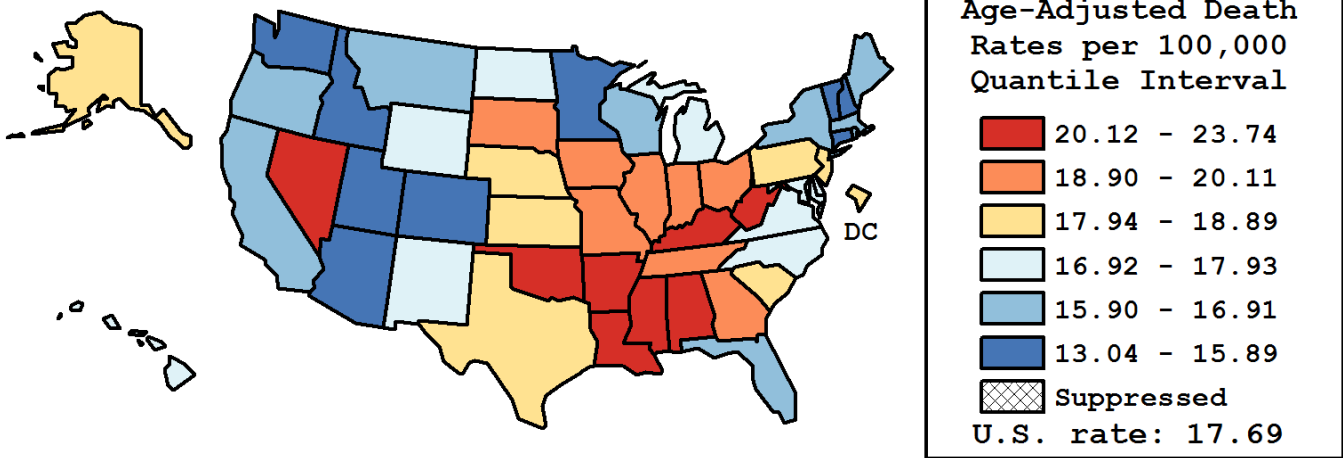 DC
Age-Adjusted Death
Rates per 100,000
Quantile Interval
20.12 - 23.74
18.90 - 20.11
17.94 - 18.89
16.92 - 17.93
15.90 - 16.91
13.04 - 15.89
Suppressed
U.S. rate: 17.69